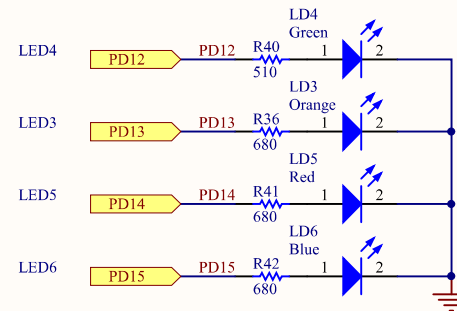 LD4
Green
LED4 PD12 PD12 R40 1 2
510
LD3
Orange
LED3 PD13 PD13 R36 1 2
680
LD5
Red
LED5 PD14 PD14 R41 1 2
680
LD6
Blue
LED6 PD15 PD15 R42 1 2
680